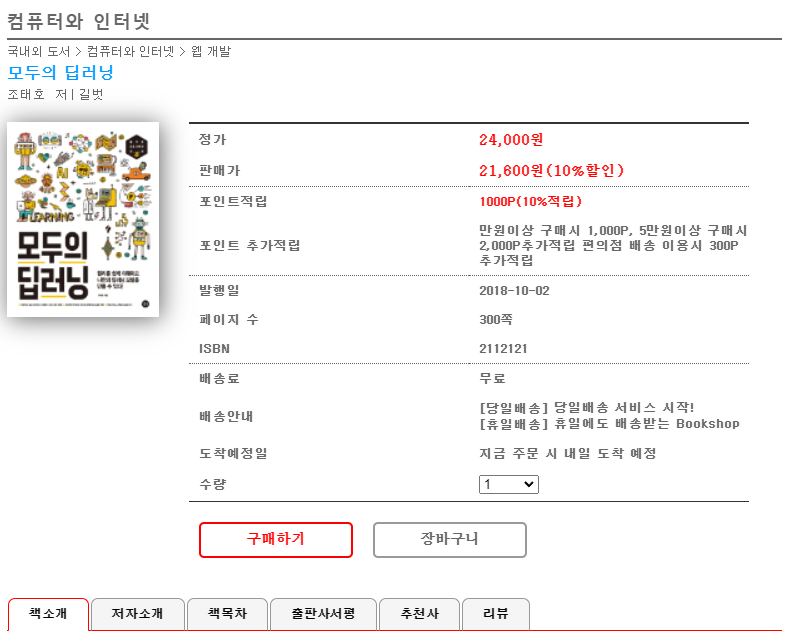 컴퓨터와 인터넷
국내외 도서 > 컴퓨터와 인터넷 > 웹 개발
모두의 딥러닝
조태호 저 | 길벗
AI
LEARNING
모두의
딥러닝
정가 24,000원
판매가 21,600원(10%할인)
포인트적립 1000P(10%적립)
포인트 추가적립 만원이상 구매시 1,000P, 5만원이상 구매시
2,000P추가적립 편의점 배송 이용시 300P
추가적립
발행일 2018-10-02
페이지 수 300쪽
ISBN 2112121
배송료 무료
배송안내 [당일배송] 당일배송 서비스 시작!
[휴일배송] 휴일에도 배송받는 Bookshop
도착예정일 지금 주문 시 내일 도착 예정
수량 1
구매하기 장바구니
책소개 저자소개 책목차 출판사서평 추천사 리뷰